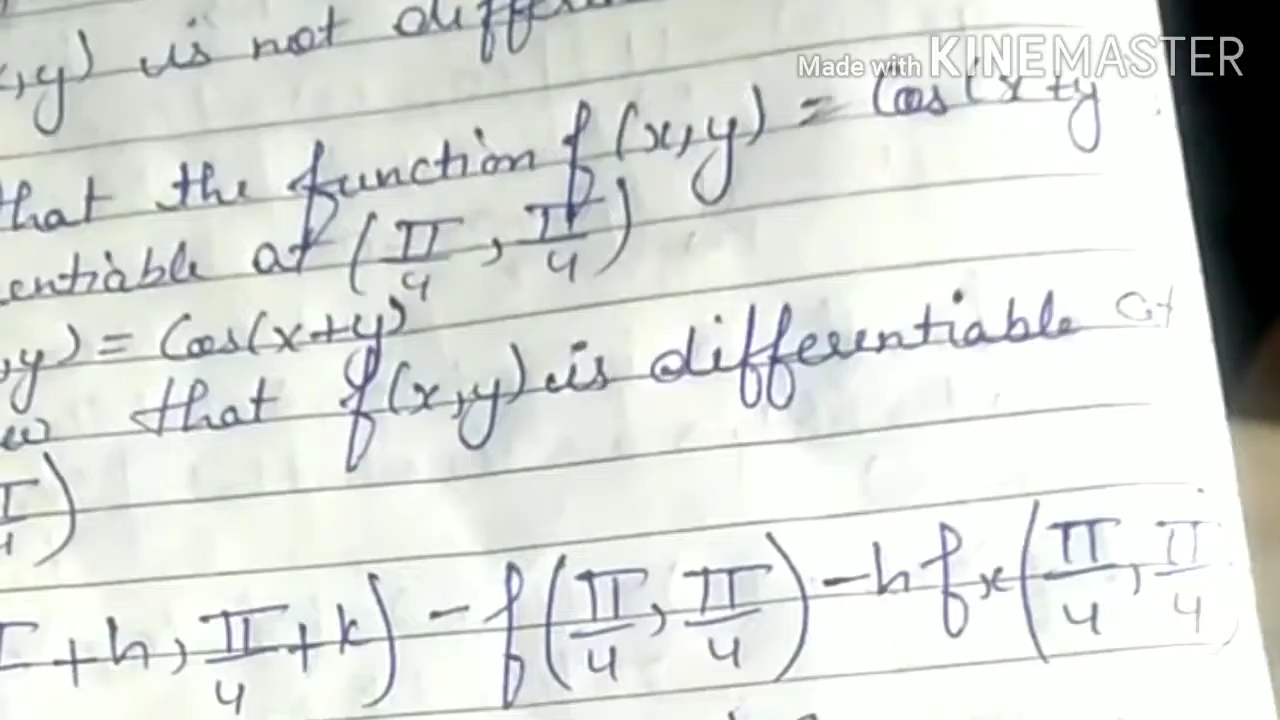 Made with KINEMASTER
,y) is not
that the function f(x,y) = Cos(x+y
entiable at (π/4, π/4)
,y) = Cos(x+y)
that f(x,y) is differentiable at
+h, π/4+k) - f(π/4, π/4) - h fx(π/4, π/4